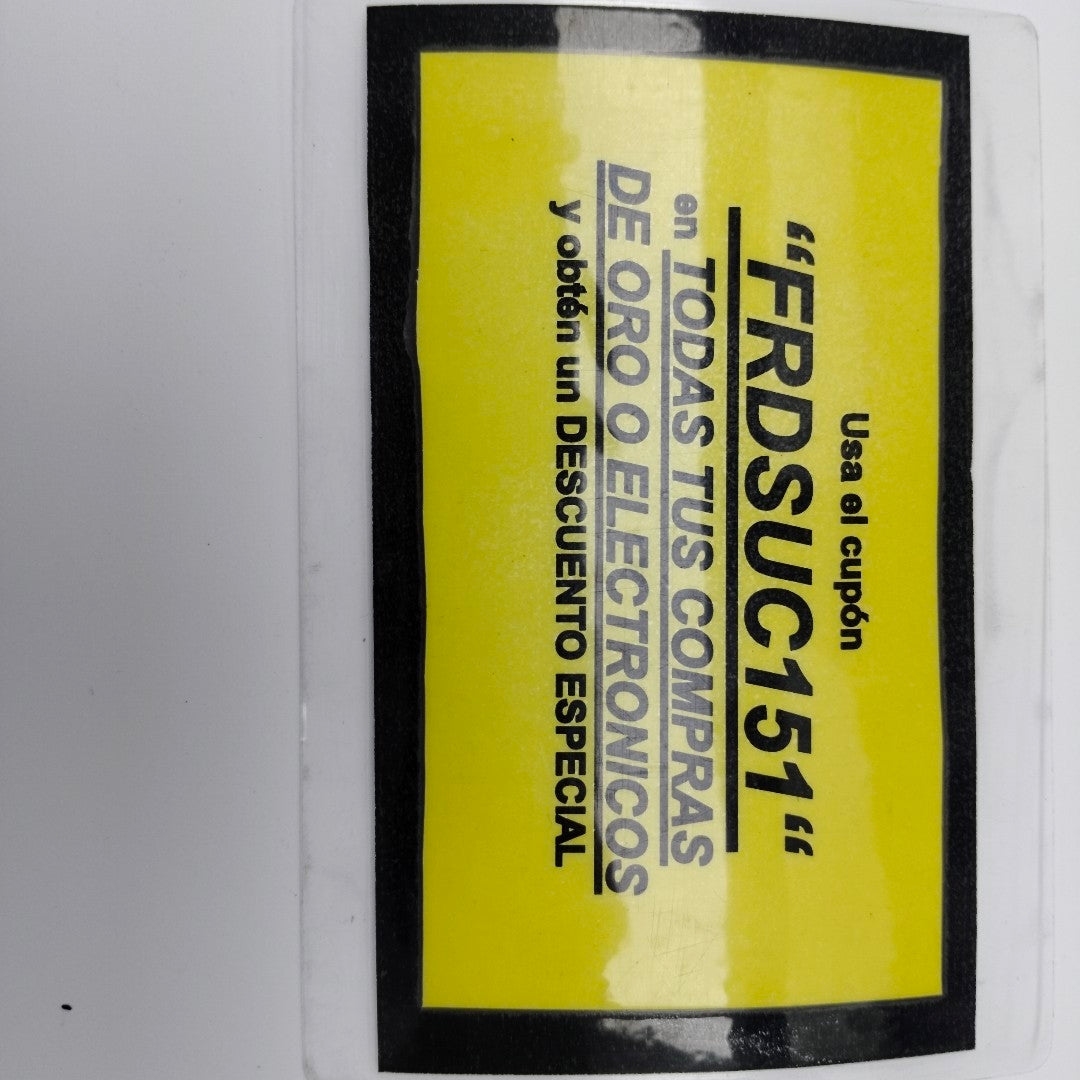 Usa el cupón
“FRDSUC151“
en TODAS TUS COMPRAS
DE ORO O ELECTRONICOS
y obtén un DESCUENTO ESPECIAL